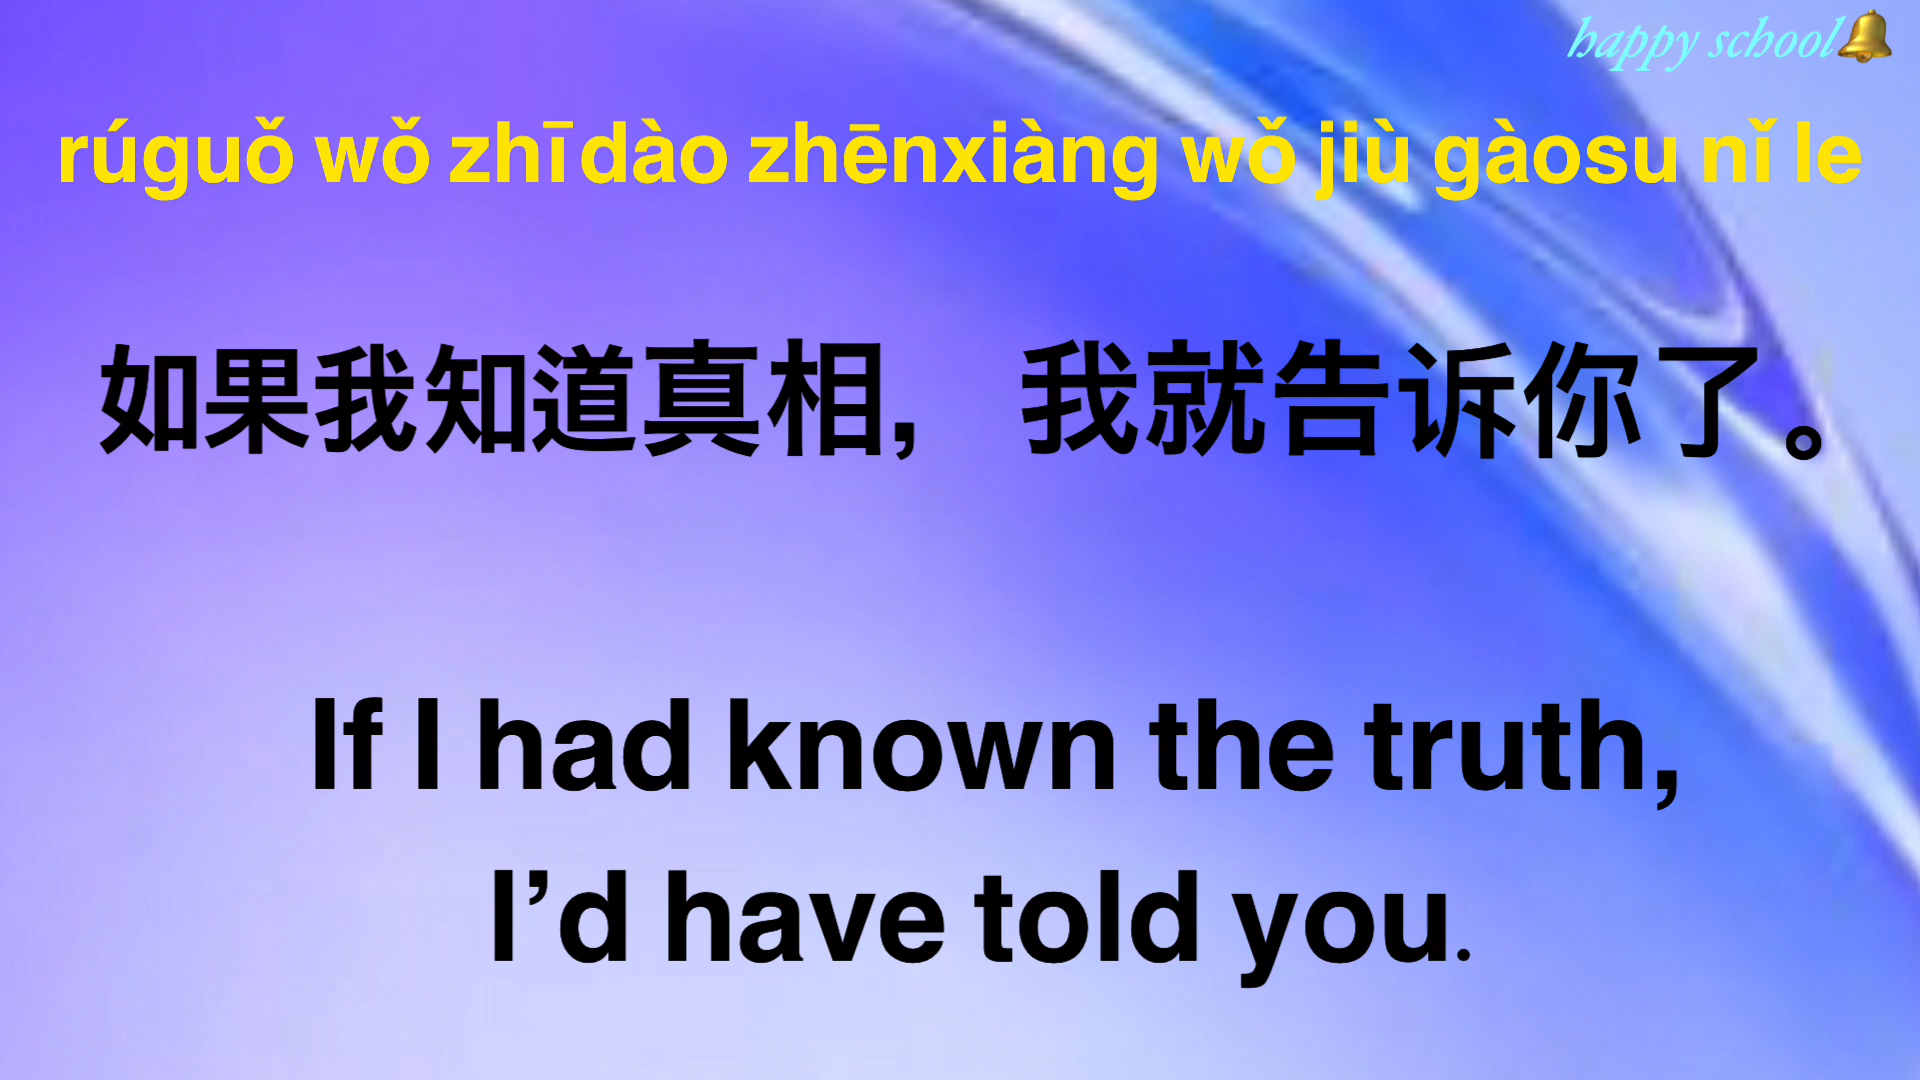 happy school🔔
rúguǒ wǒ zhīdào zhēnxiàng wǒ jiù gàosu nǐ le
如果我知道真相， 我就告诉你了。
If I had known the truth,
I’d have told you.